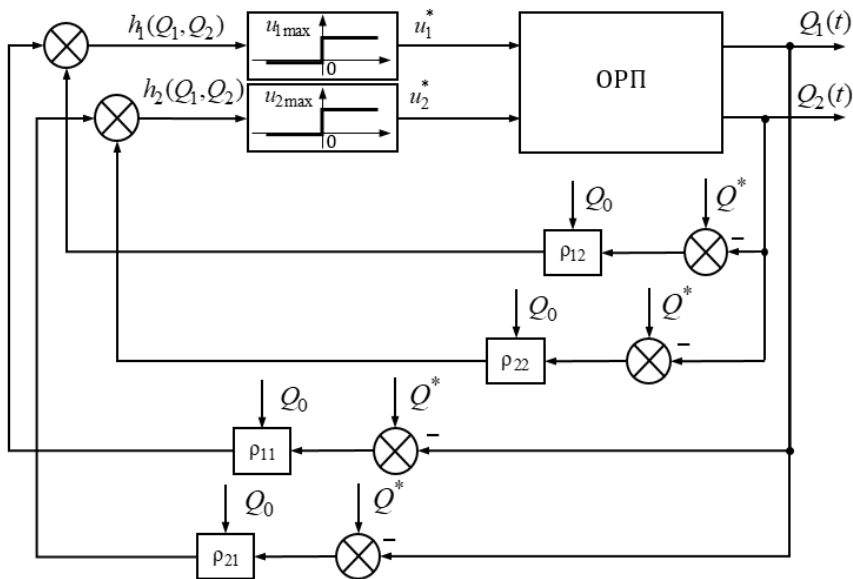 h₁(Q₁,Q₂) u₁max 0 u₁* Q₁(t)
h₂(Q₁,Q₂) u₂max 0 u₂* ОРП Q₂(t)
Q₀ Q*
ρ₁₂ –
Q₀ Q*
ρ₂₂ –
Q₀ Q*
ρ₁₁ –
Q₀ Q*
ρ₂₁ –